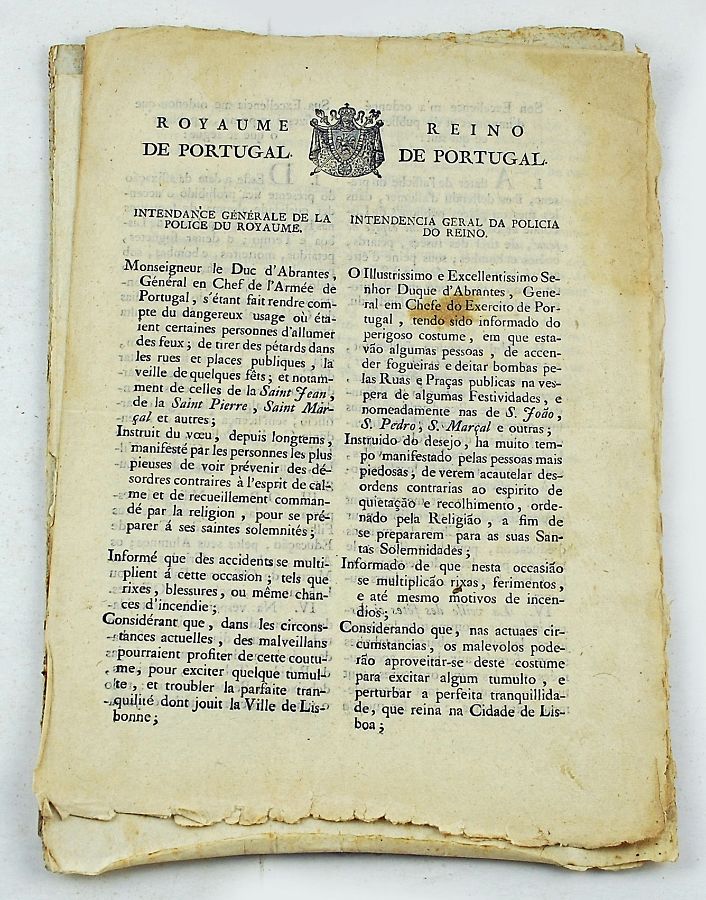 ROYAUME
DE PORTUGAL.
INTENDANCE GÉNÉRALE DE LA
POLICE DU ROYAUME.
Monseigneur le Duc d'Abrantes,
Général en Chef de l'Armée de
Portugal, s'étant fait rendre com-
pte du dangereux usage où étai-
ent certaines personnes d'allumer
des feux; de tirer des pétards dans
les rues et places publiques, la
veille de quelques fêts; et notam-
ment de celles de la Saint Jean,
de la Saint Pierre, Saint Mar-
çal et autres;
Instruit du vœu, depuis longtems,
manifesté par les personnes les plus
pieuses de voir prévenir des dé-
sordres contraires à l'esprit de cal-
me et de recueillement comman-
dé par la religion, pour se pré-
parer á ses saintes solemnités;
Informé que des accidents se multi-
plient á cette occasion; tels que
rixes, blessures, ou même chan-
ces d'incendie;
Considérant que, dans les circons-
tànces actuelles, des malveillans
pourraient profiter de cette coutu-
me, pour exciter quelque tumul-
te, et troubler la parfaite tran-
quilité dont jouit la Ville de Lis-
bonne;
REINO
DE PORTUGAL.
INTENDENCIA GERAL DA POLICIA
DO REINO.
O Illustrissimo e Excellentissimo Se-
nhor Duque d'Abrantes, Gene-
ral em Chefe do Exercito de Por-
tugal, tendo sido informado do
perigoso costume, em que esta-
vão algumas pessoas, de accen-
der fogueiras e deitar bombas pe-
las Ruas e Praças publicas na ves-
pera de algumas Festividades, e
nomeadamente nas de S. João,
S. Pedro; S. Marçal e outras;
Instruido do desejo, ha muito tem-
po manifestado pelas pessoas mais
piedosas, de verem acautelar des-
ordens contrarias ao espirito de
quietação e recolhimento, orde-
nado pela Religião, a fim de
se prepararem para as suas San-
tas Solemnidades;
Informado de que nesta occasião
se multiplicão rixas, ferimentos,
e até mesmo motivos de incen-
dios;
Considerando que, nas actuaes cir-
cumstancias, os malevolos pode-
rão aproveitar-se deste costume
para excitar algum tumulto, e
perturbar a perfeita tranquillida-
de, que reina na Cidade de Lis-
boa;